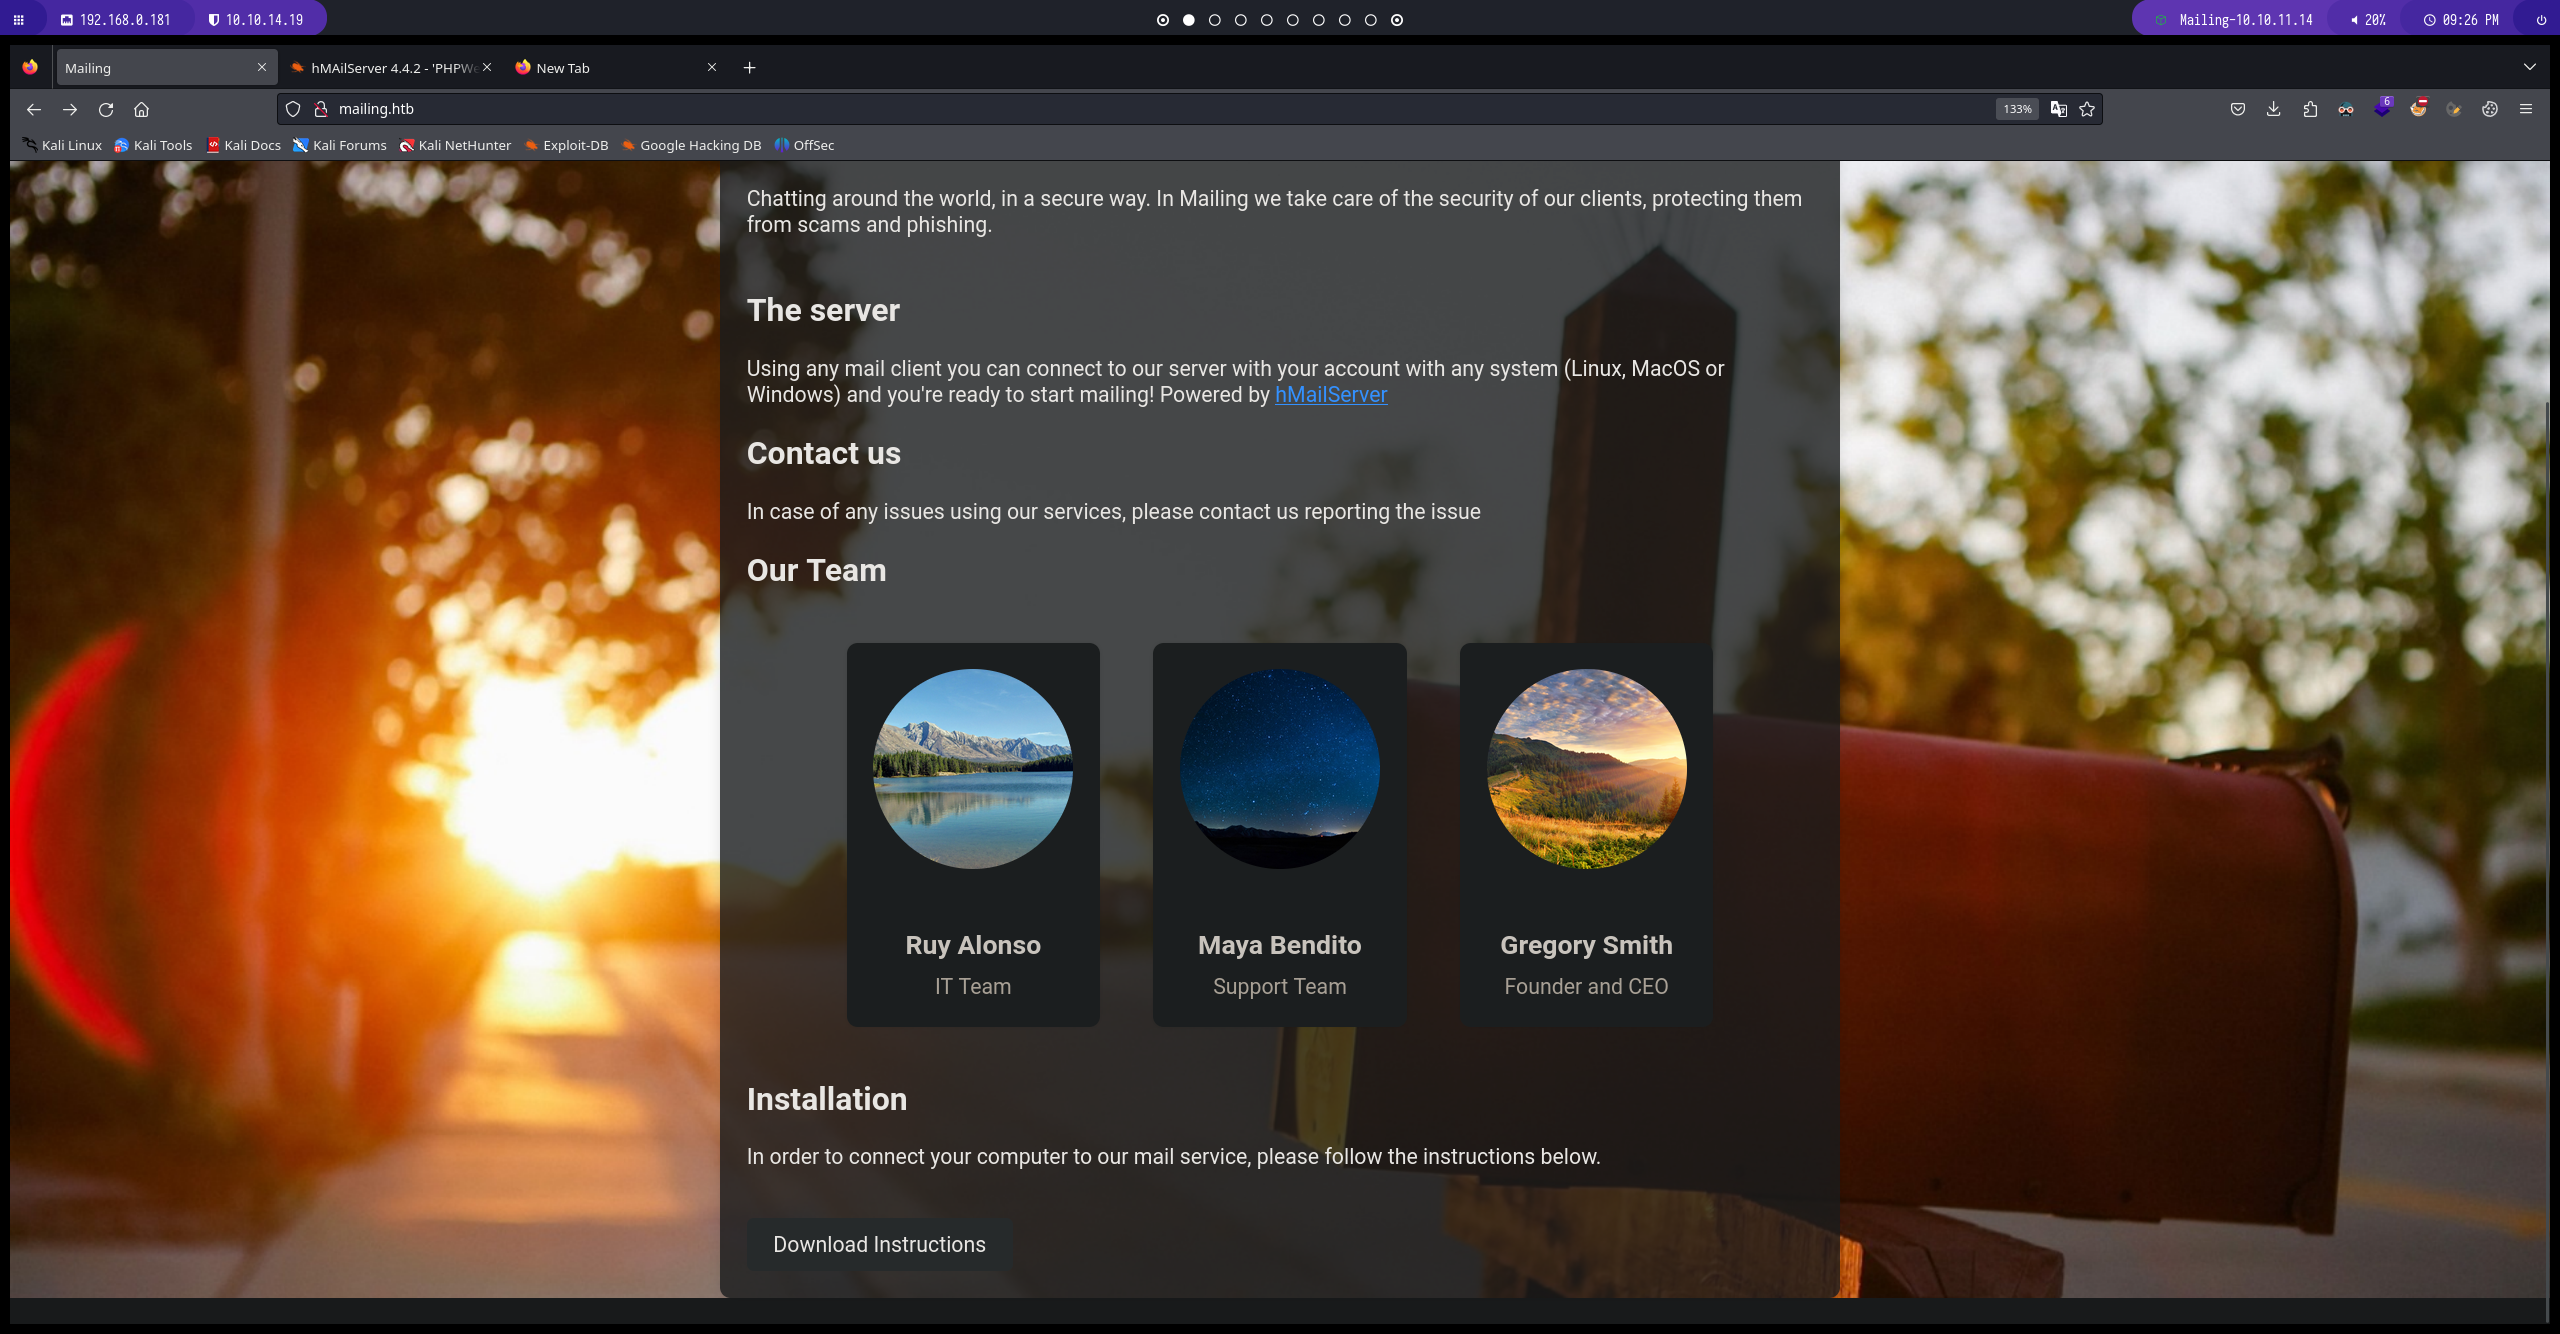 192.168.0.181
10.10.14.19
Mailing-10.10.11.14
20%
09:26 PM
Mailing
hMAilServer 4.4.2 - 'PHPWe
New Tab
mailing.htb
133%
6
Kali Linux
Kali Tools
Kali Docs
Kali Forums
Kali NetHunter
Exploit-DB
Google Hacking DB
OffSec
Chatting around the world, in a secure way. In Mailing we take care of the security of our clients, protecting them
from scams and phishing.
The server
Using any mail client you can connect to our server with your account with any system (Linux, MacOS or
Windows) and you're ready to start mailing! Powered by hMailServer
Contact us
In case of any issues using our services, please contact us reporting the issue
Our Team
Ruy Alonso
IT Team
Maya Bendito
Support Team
Gregory Smith
Founder and CEO
Installation
In order to connect your computer to our mail service, please follow the instructions below.
Download Instructions